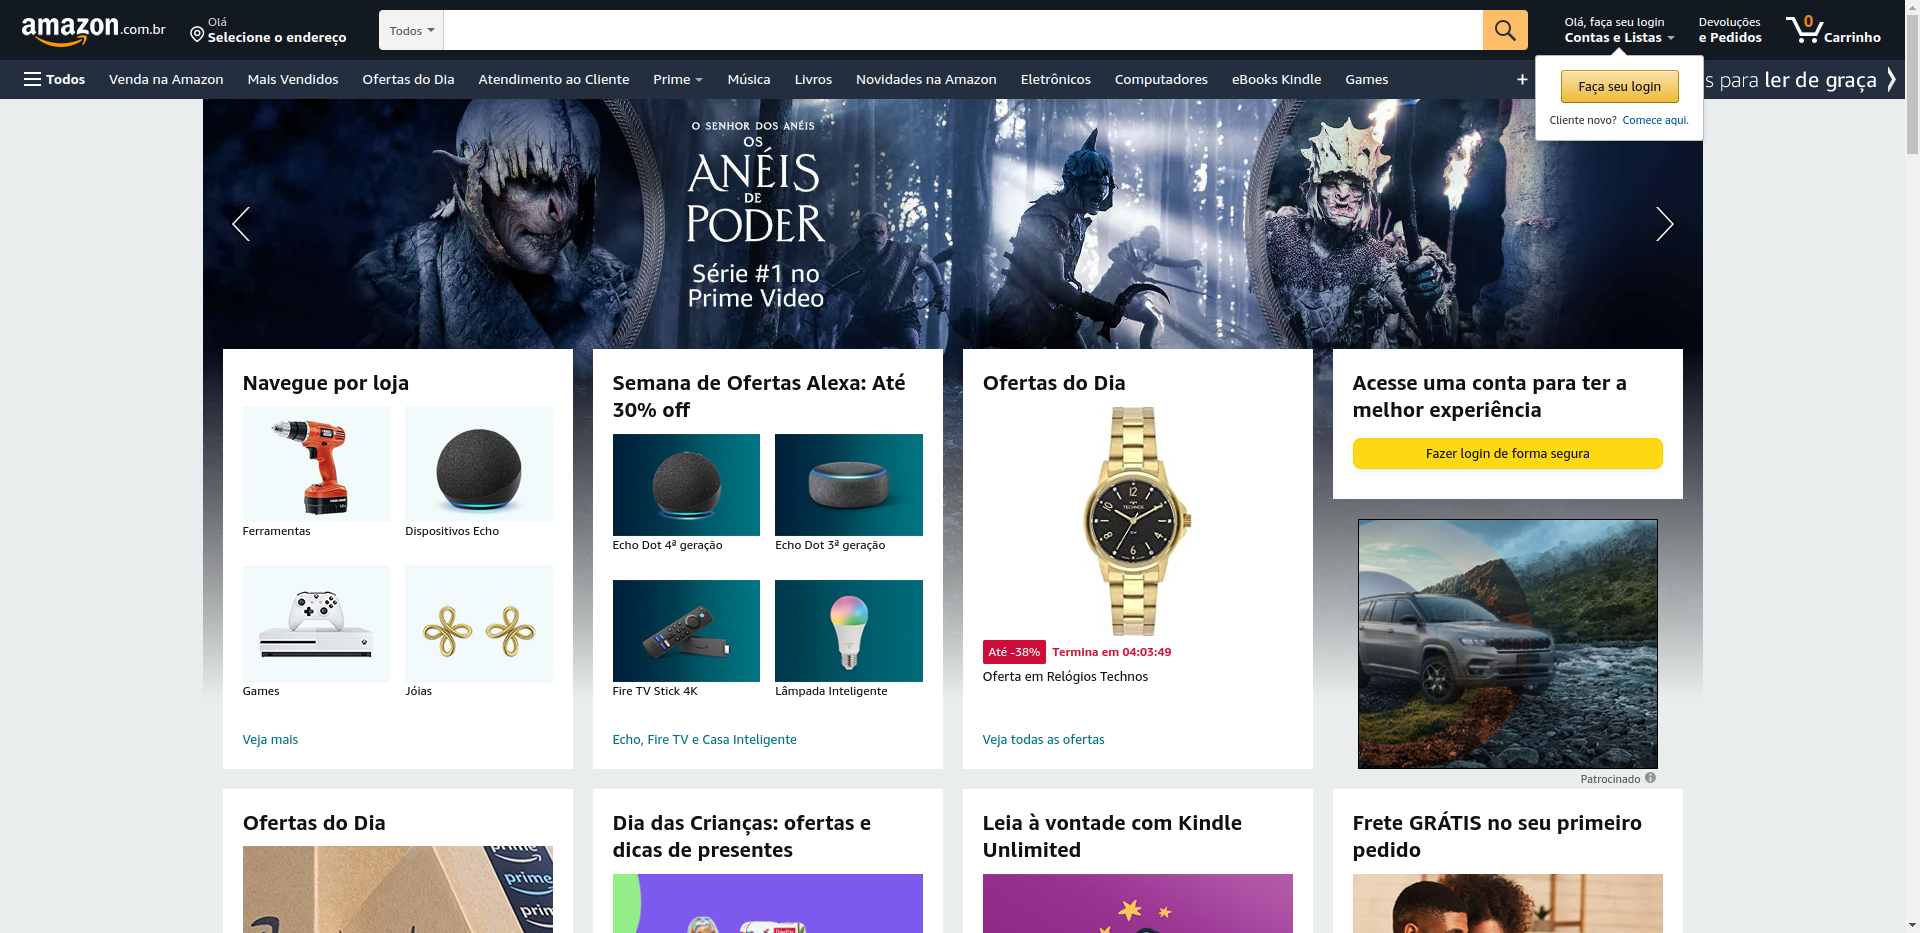 amazon.com.br
Olá
Selecione o endereço
Todos
Olá, faça seu login
Contas e Listas
Devoluções
e Pedidos
0
Carrinho
Todos
Venda na Amazon
Mais Vendidos
Ofertas do Dia
Atendimento ao Cliente
Prime
Música
Livros
Novidades na Amazon
Eletrônicos
Computadores
eBooks Kindle
Games
+
s para ler de graça
Faça seu login
Cliente novo? Comece aqui.
O SENHOR DOS ANÉIS
OS
ANÉIS
DE
PODER
Série #1 no
Prime Video
Navegue por loja
Ferramentas
Dispositivos Echo
Games
Jóias
Veja mais
Semana de Ofertas Alexa: Até
30% off
Echo Dot 4ª geração
Echo Dot 3ª geração
Fire TV Stick 4K
Lâmpada Inteligente
Echo, Fire TV e Casa Inteligente
Ofertas do Dia
12
TECHNOS
6
Até -38%
Termina em 04:03:49
Oferta em Relógios Technos
Veja todas as ofertas
Acesse uma conta para ter a
melhor experiência
Fazer login de forma segura
Patrocinado
Ofertas do Dia
prime
prim
Dia das Crianças: ofertas e
dicas de presentes
Leia à vontade com Kindle
Unlimited
Frete GRÁTIS no seu primeiro
pedido